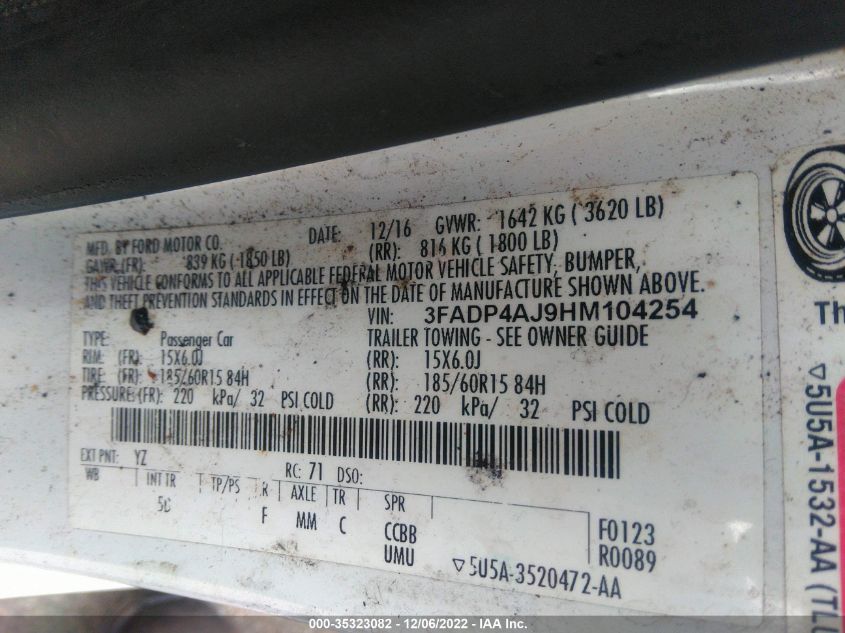 MFD. BY FORD MOTOR CO.
DATE: 12/16 GVWR: 1642 KG ( 3620 LB)
GAWR (FR): 839 KG ( 1850 LB) (RR): 816 KG ( 1800 LB)
THIS VEHICLE CONFORMS TO ALL APPLICABLE FEDERAL MOTOR VEHICLE SAFETY, BUMPER,
AND THEFT PREVENTION STANDARDS IN EFFECT ON THE DATE OF MANUFACTURE SHOWN ABOVE.
VIN: 3FADP4AJ9HM104254
TYPE: Passenger Car TRAILER TOWING - SEE OWNER GUIDE
RIM: (FR): 15X6.0J (RR): 15X6.0J
TIRE: (FR): 185/60R15 84H (RR): 185/60R15 84H
PRESSURE: (FR): 220 kPa/ 32 PSI COLD (RR): 220 kPa/ 32 PSI COLD
EXT PNT: YZ RC: 71 DSO:
WB INT TR TP/PS R AXLE TR SPR
F MM C CCBB
UMU
F0123
R0089
▽5U5A-3520472-AA
Th
▽5U5A-1532-AA (TLU
000-35323082 - 12/06/2022 - IAA Inc.